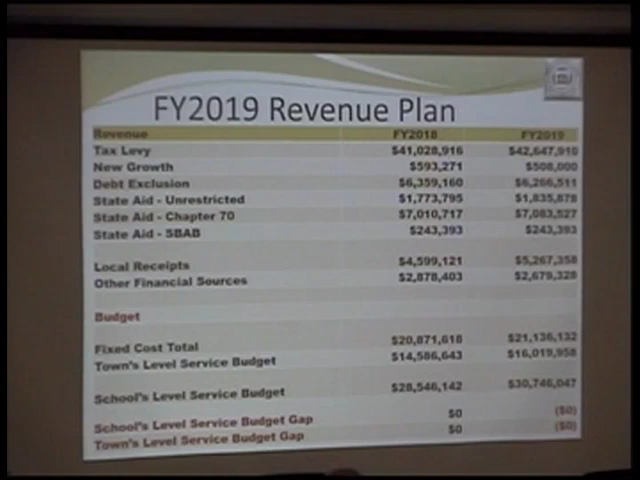 FY2019 Revenue Plan
Revenue FY2018 FY2019
Tax Levy $41,028,916 $42,647,910
New Growth $593,271 $508,000
Debt Exclusion $6,359,160 $6,266,511
State Aid - Unrestricted $1,773,795 $1,835,878
State Aid - Chapter 70 $7,010,717 $7,083,527
State Aid - SBAB $243,393 $243,393
Local Receipts $4,599,121 $5,267,358
Other Financial Sources $2,878,403 $2,679,328
Budget
Fixed Cost Total $20,871,618 $21,136,132
Town's Level Service Budget $14,586,643 $16,019,958
School's Level Service Budget $28,546,142 $30,746,047
School's Level Service Budget Gap $0 ($0)
Town's Level Service Budget Gap $0 ($0)